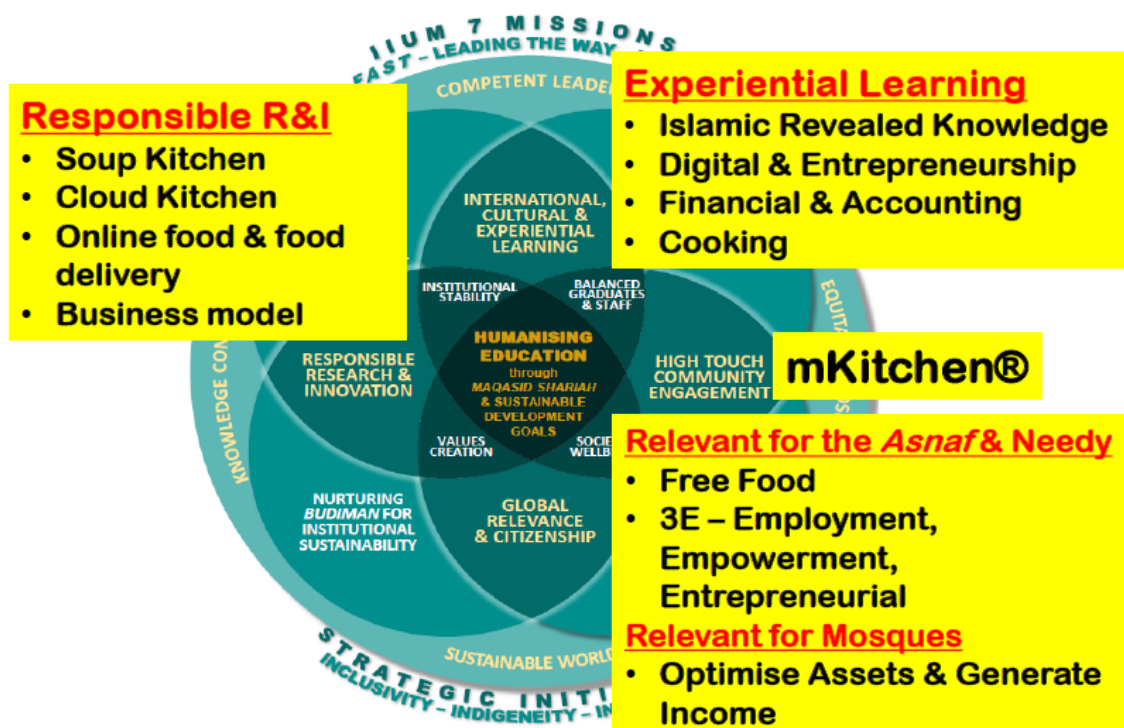 IIUM 7 MISSIONS
LEADING THE WAY
COMPETENT
Responsible R&I
• Soup Kitchen
• Cloud Kitchen
• Online food & food
delivery
• Business model
Experiential Learning
• Islamic Revealed Knowledge
• Digital & Entrepreneurship
• Financial & Accounting
• Cooking
INTERNATIONAL,
CULTURAL &
EXPERIENTIAL
LEARNING
INSTITUTIONAL
STABILITY
BALANCED
GRADUATES
& STAFF
HUMANISING
EDUCATION
through
MAQASID SHARIAH
& SUSTAINABLE
DEVELOPMENT
GOALS
RESPONSIBLE
RESEARCH &
INNOVATION
HIGH TOUCH
COMMUNITY
ENGAGEMENT
mKitchen®
KNOWLEDGE
VALUES
CREATION
NURTURING
BUDIMAN FOR
INSTITUTIONAL
SUSTAINABILITY
GLOBAL
RELEVANCE
& CITIZENSHIP
Relevant for the Asnaf & Needy
• Free Food
• 3E – Employment,
Empowerment,
Entrepreneurial
Relevant for Mosques
• Optimise Assets & Generate
Income
SUSTAINABLE WORLD
STRATEGIC
INCLUSIVITY – INDIGENEITY –